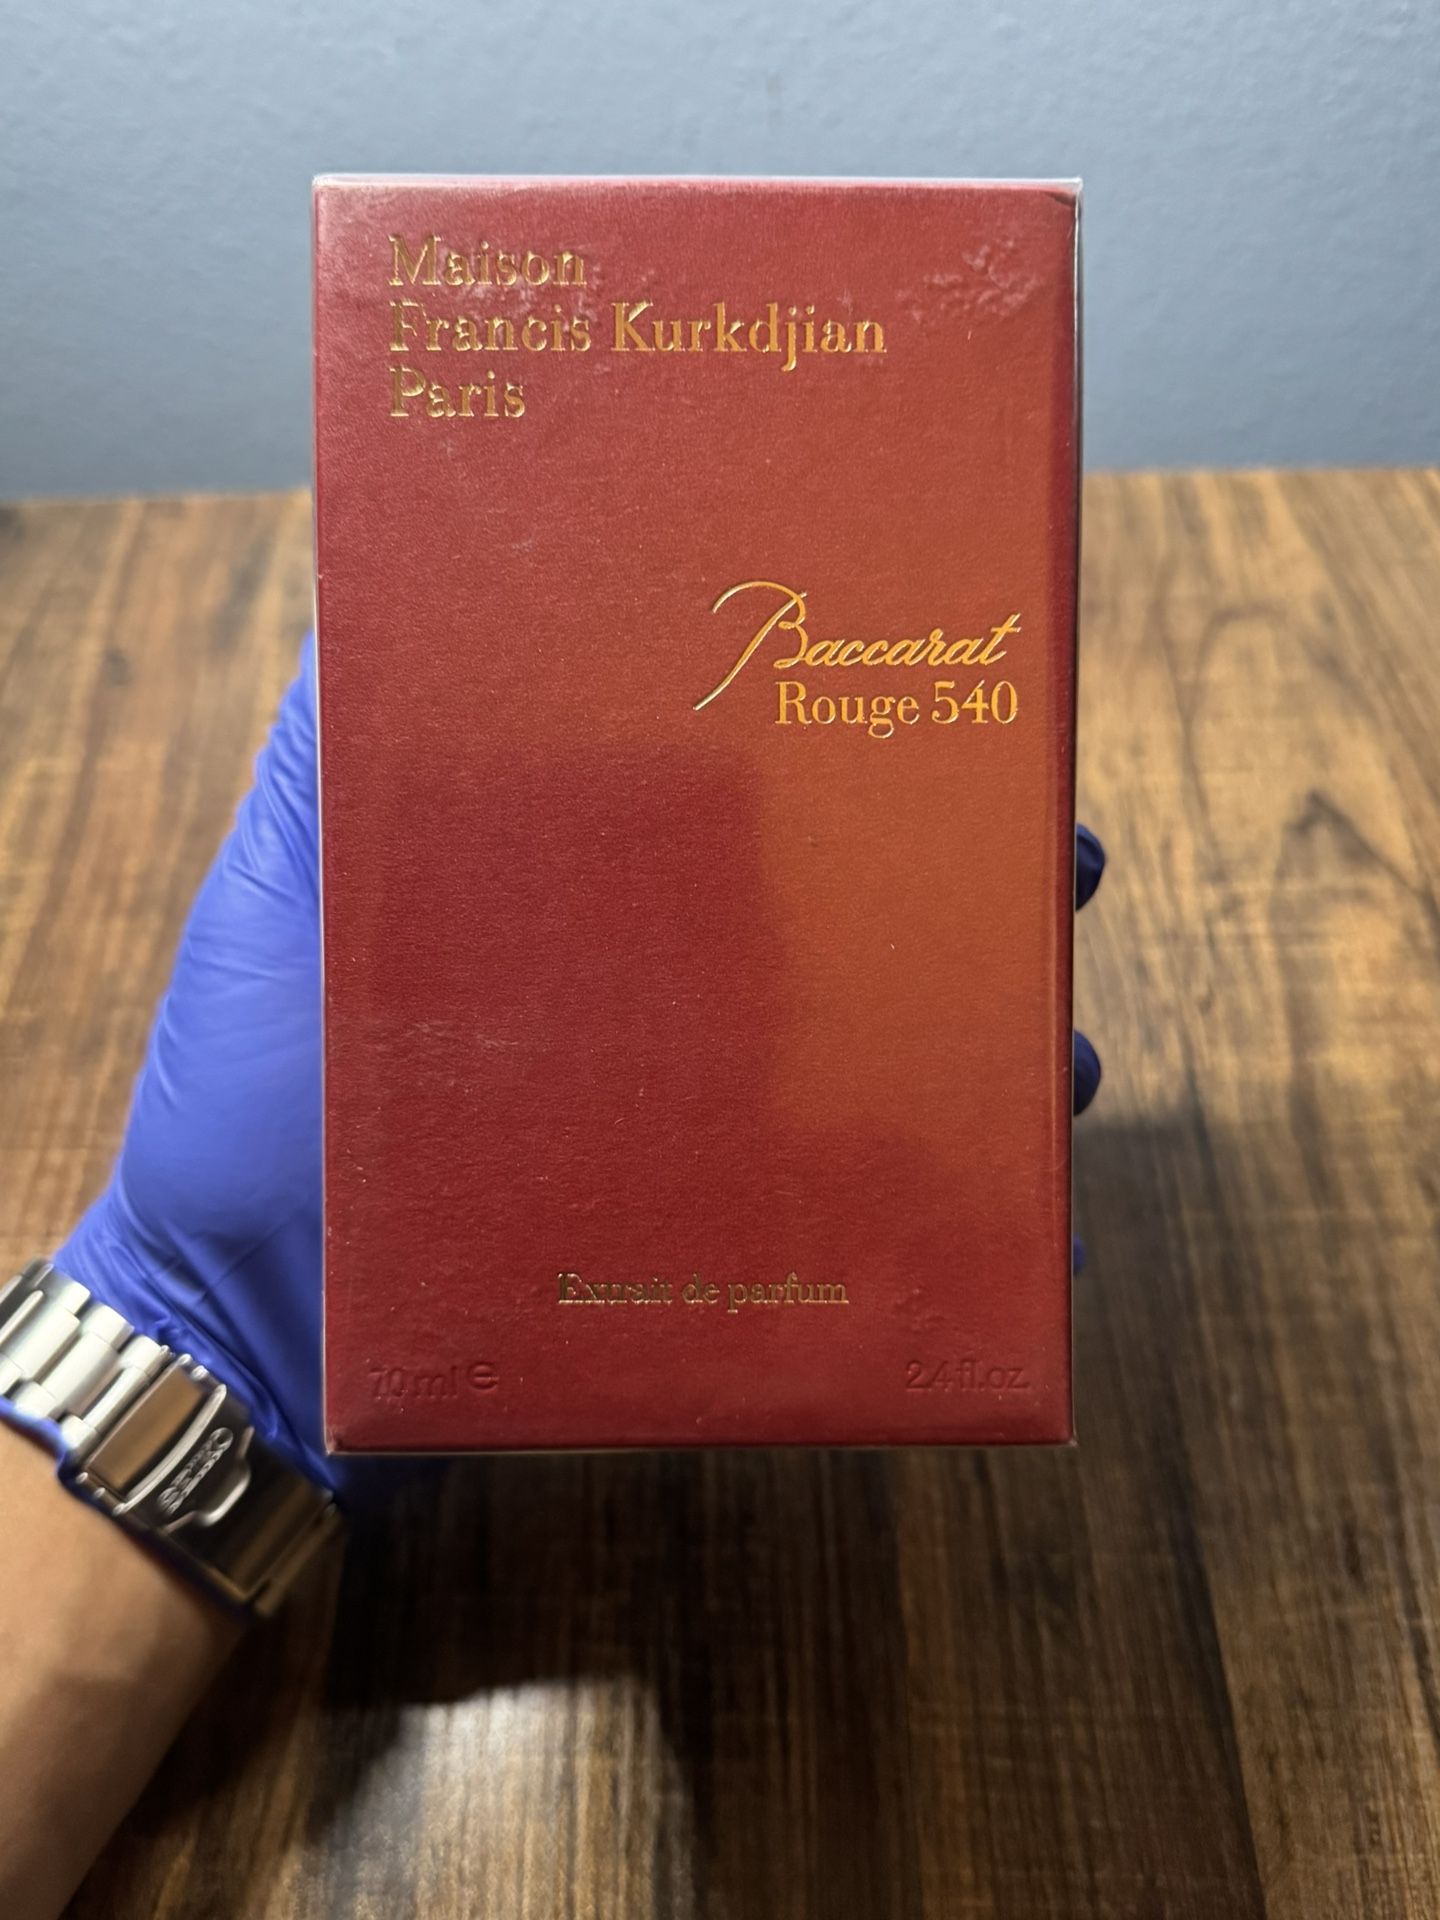 Maison
Francis Kurkdjian
Paris
Baccarat
Rouge 540
Extrait de parfum
70 ml ℮
2.4 fl.oz